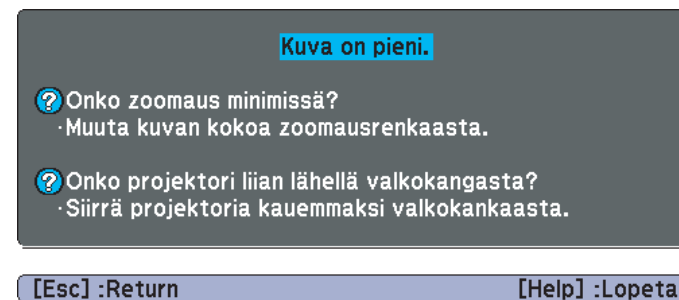 Kuva on pieni.
? Onko zoomaus minimissä?
·Muuta kuvan kokoa zoomausrenkaasta.
? Onko projektori liian lähellä valkokangasta?
·Siirrä projektoria kauemmaksi valkokankaasta.
[Esc] :Return [Help] :Lopeta